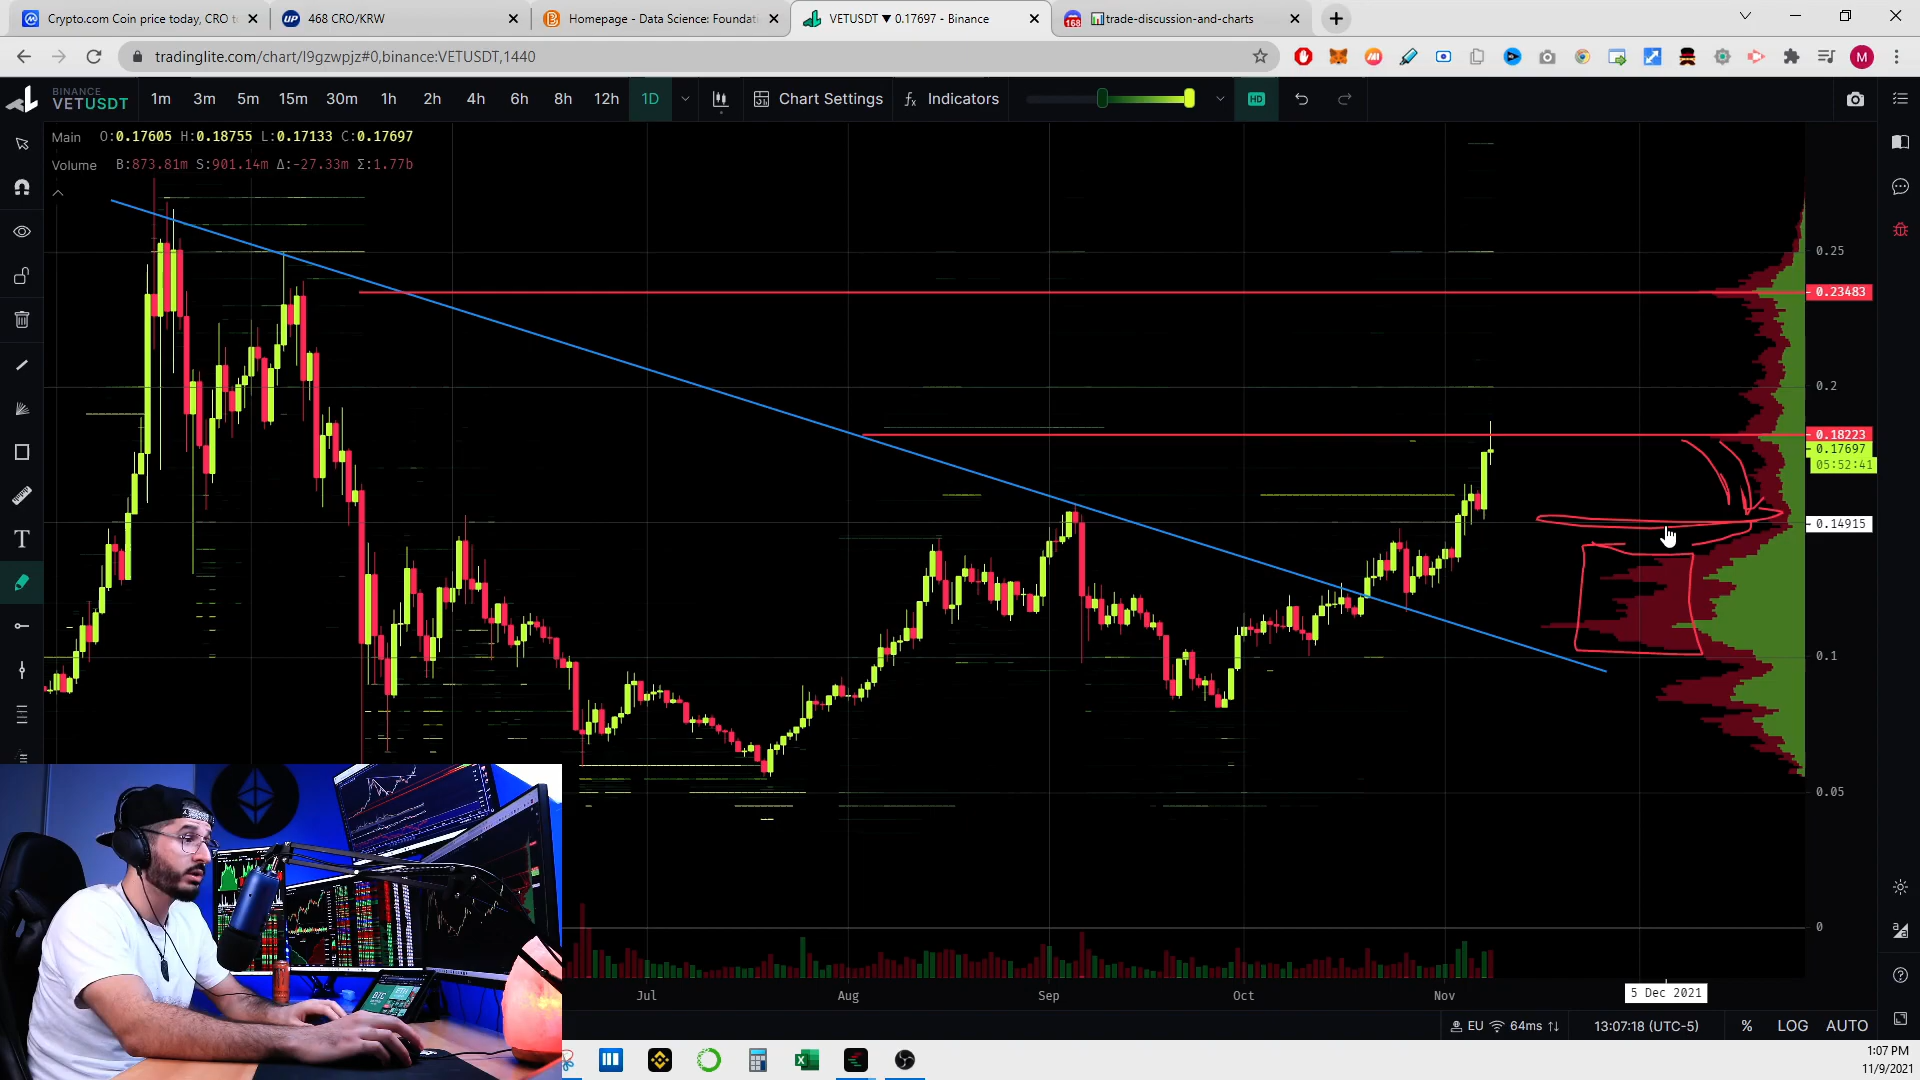 Crypto.com Coin price today, CRO t
468 CRO/KRW
Homepage - Data Science: Foundati
VETUSDT ▼ 0.17697 - Binance
trade-discussion-and-charts
tradinglite.com/chart/l9gzwpjz#0,binance:VETUSDT,1440
BINANCE
VETUSDT
1m 3m 5m 15m 30m 1h 2h 4h 6h 8h 12h 1D
Chart Settings
Indicators
HD
Main O:0.17605 H:0.18755 L:0.17133 C:0.17697
Volume B:873.81m S:901.14m Δ:-27.33m Σ:1.77b
0.25
0.23483
0.2
0.18223
0.17697
05:52:41
0.14915
0.1
0.05
0
Jul Aug Sep Oct Nov
5 Dec 2021
EU 64ms
13:07:18 (UTC-5)
% LOG AUTO
1:07 PM
11/9/2021